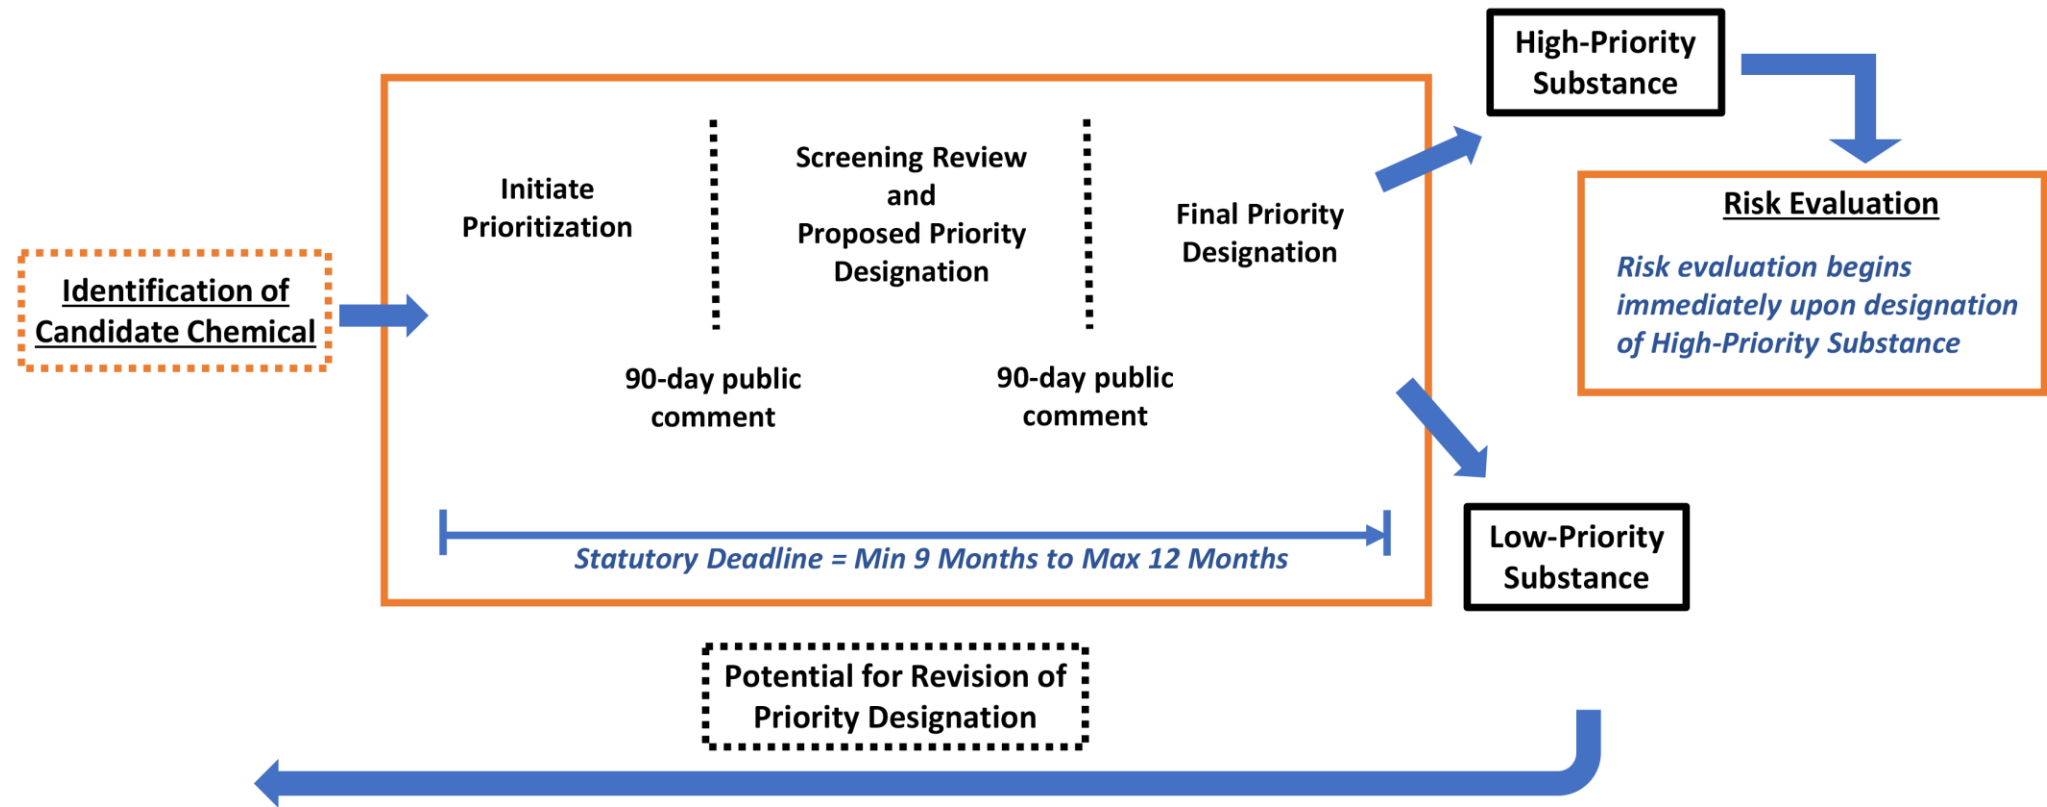 Identification of
Candidate Chemical
Initiate
Prioritization
90-day public
comment
Screening Review
and
Proposed Priority
Designation
90-day public
comment
Final Priority
Designation
Statutory Deadline = Min 9 Months to Max 12 Months
High-Priority
Substance
Risk Evaluation
Risk evaluation begins
immediately upon designation
of High-Priority Substance
Low-Priority
Substance
Potential for Revision of
Priority Designation